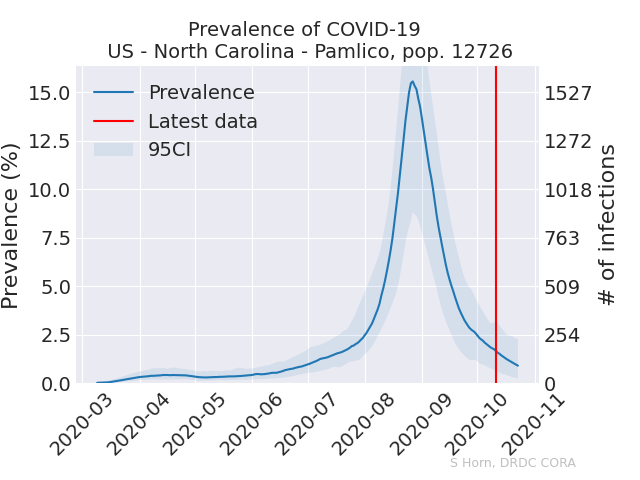 Prevalence of COVID-19
US - North Carolina - Pamlico, pop. 12726
Prevalence
Latest data
95CI
Prevalence (%)
15.0
12.5
10.0
7.5
5.0
2.5
0.0
1527
1272
1018
763
509
254
0
# of infections
2020-03
2020-04
2020-05
2020-06
2020-07
2020-08
2020-09
2020-10
2020-11
S Horn, DRDC CORA